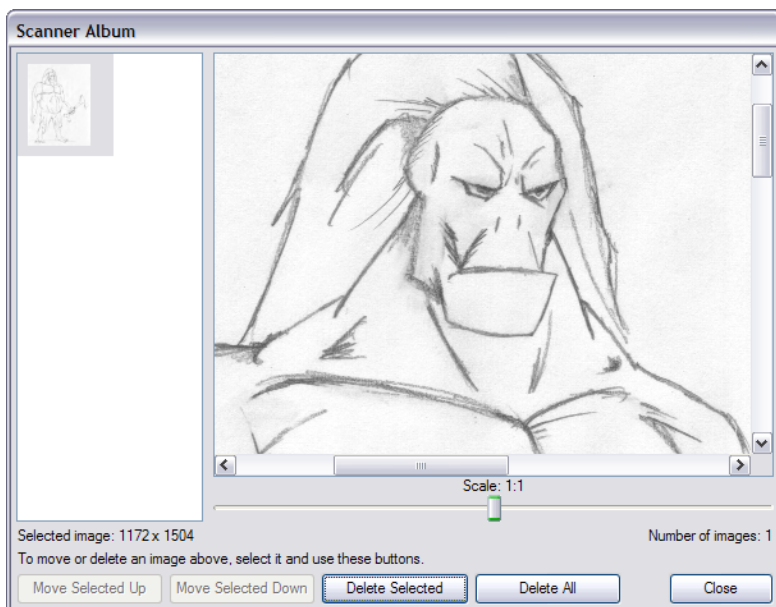 Scanner Album
Scale: 1:1
Selected image: 1172 x 1504
Number of images: 1
To move or delete an image above, select it and use these buttons.
Move Selected Up
Move Selected Down
Delete Selected
Delete All
Close